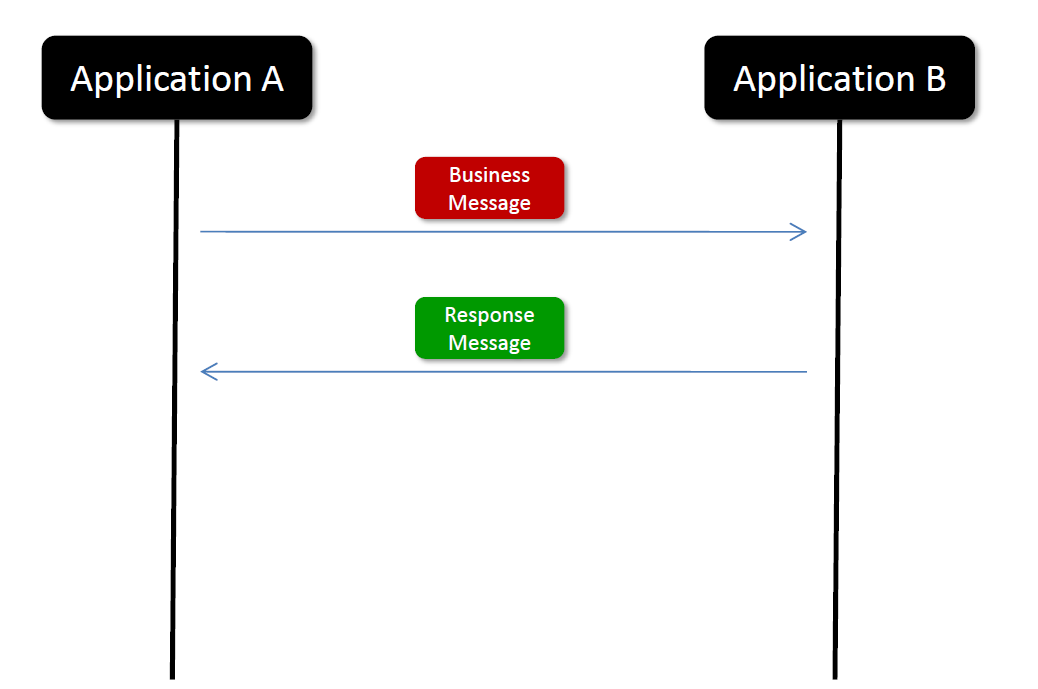 Application A
Application B
Business
Message
Response
Message